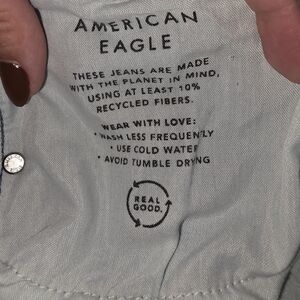 AMERICAN
EAGLE
THESE JEANS ARE MADE
WITH THE PLANET IN MIND,
USING AT LEAST 10%
RECYCLED FIBERS.
WEAR WITH LOVE:
• WASH LESS FREQUENTLY
• USE COLD WATER
• AVOID TUMBLE DRYING
REAL
GOOD.